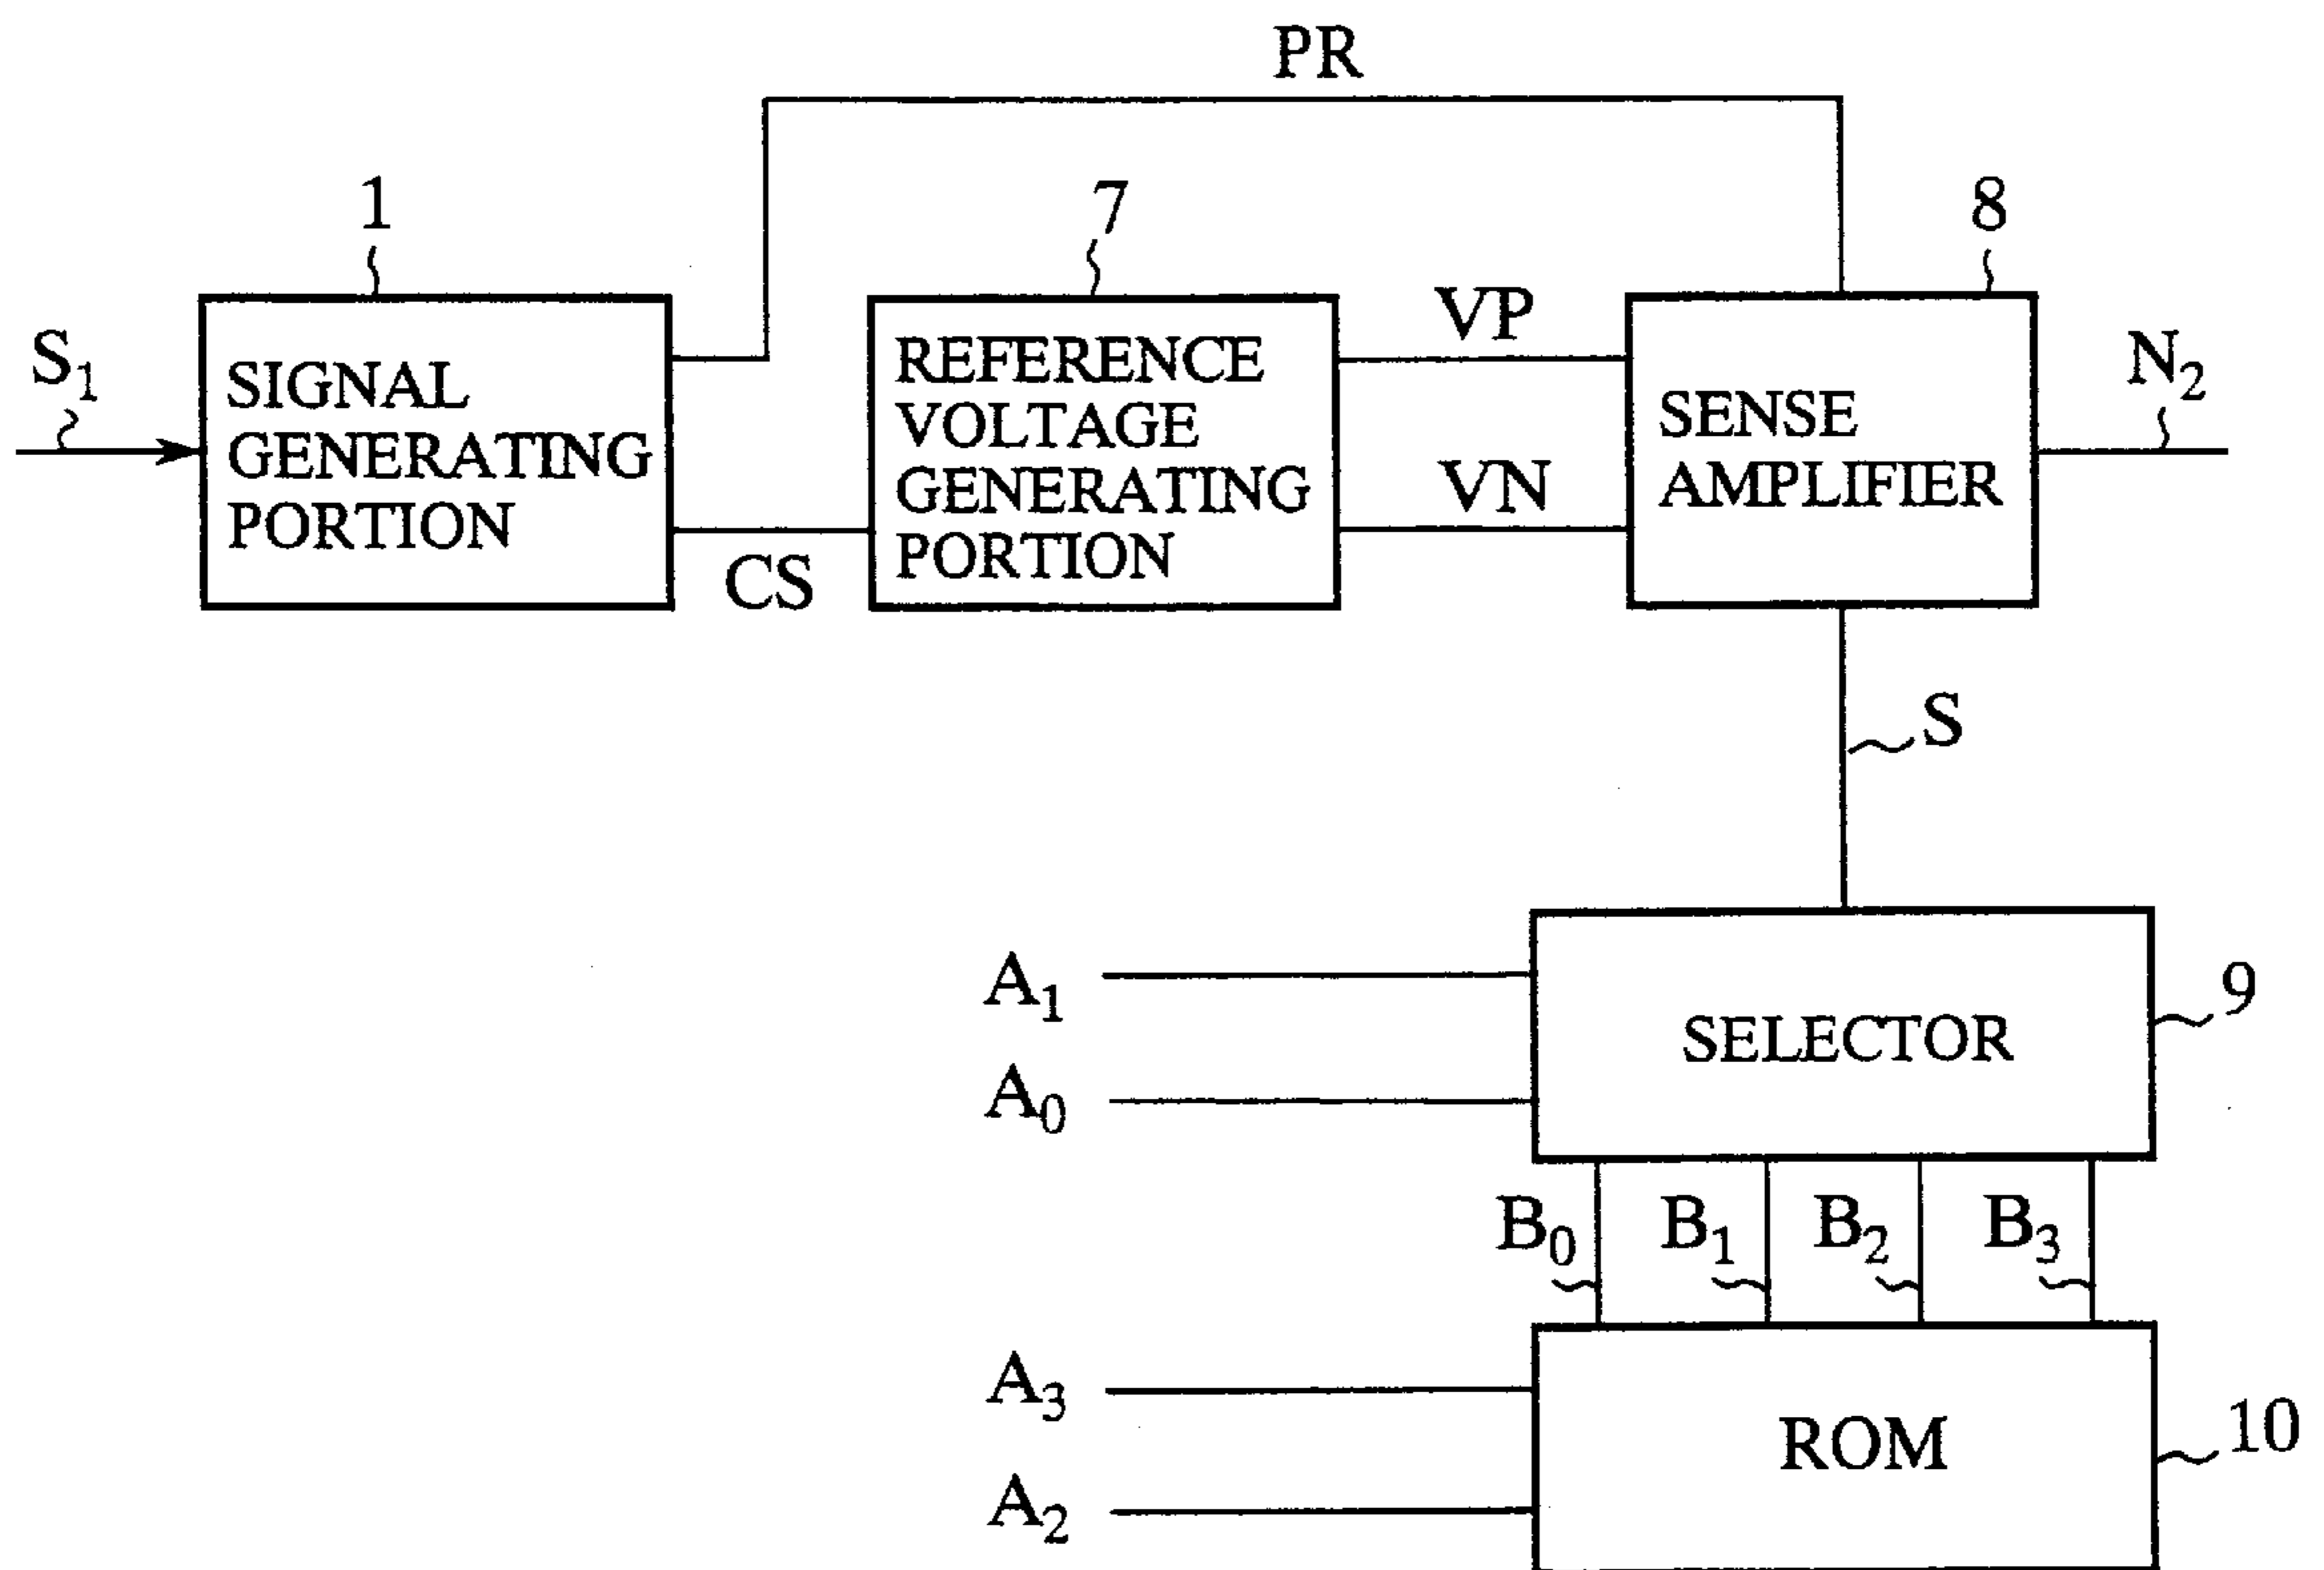 PR
1
7
8
S1
SIGNAL
GENERATING
PORTION
CS
REFERENCE
VOLTAGE
GENERATING
PORTION
VP
VN
SENSE
AMPLIFIER
N2
S
A1
A0
SELECTOR
9
B0 B1 B2 B3
A3
A2
ROM
10